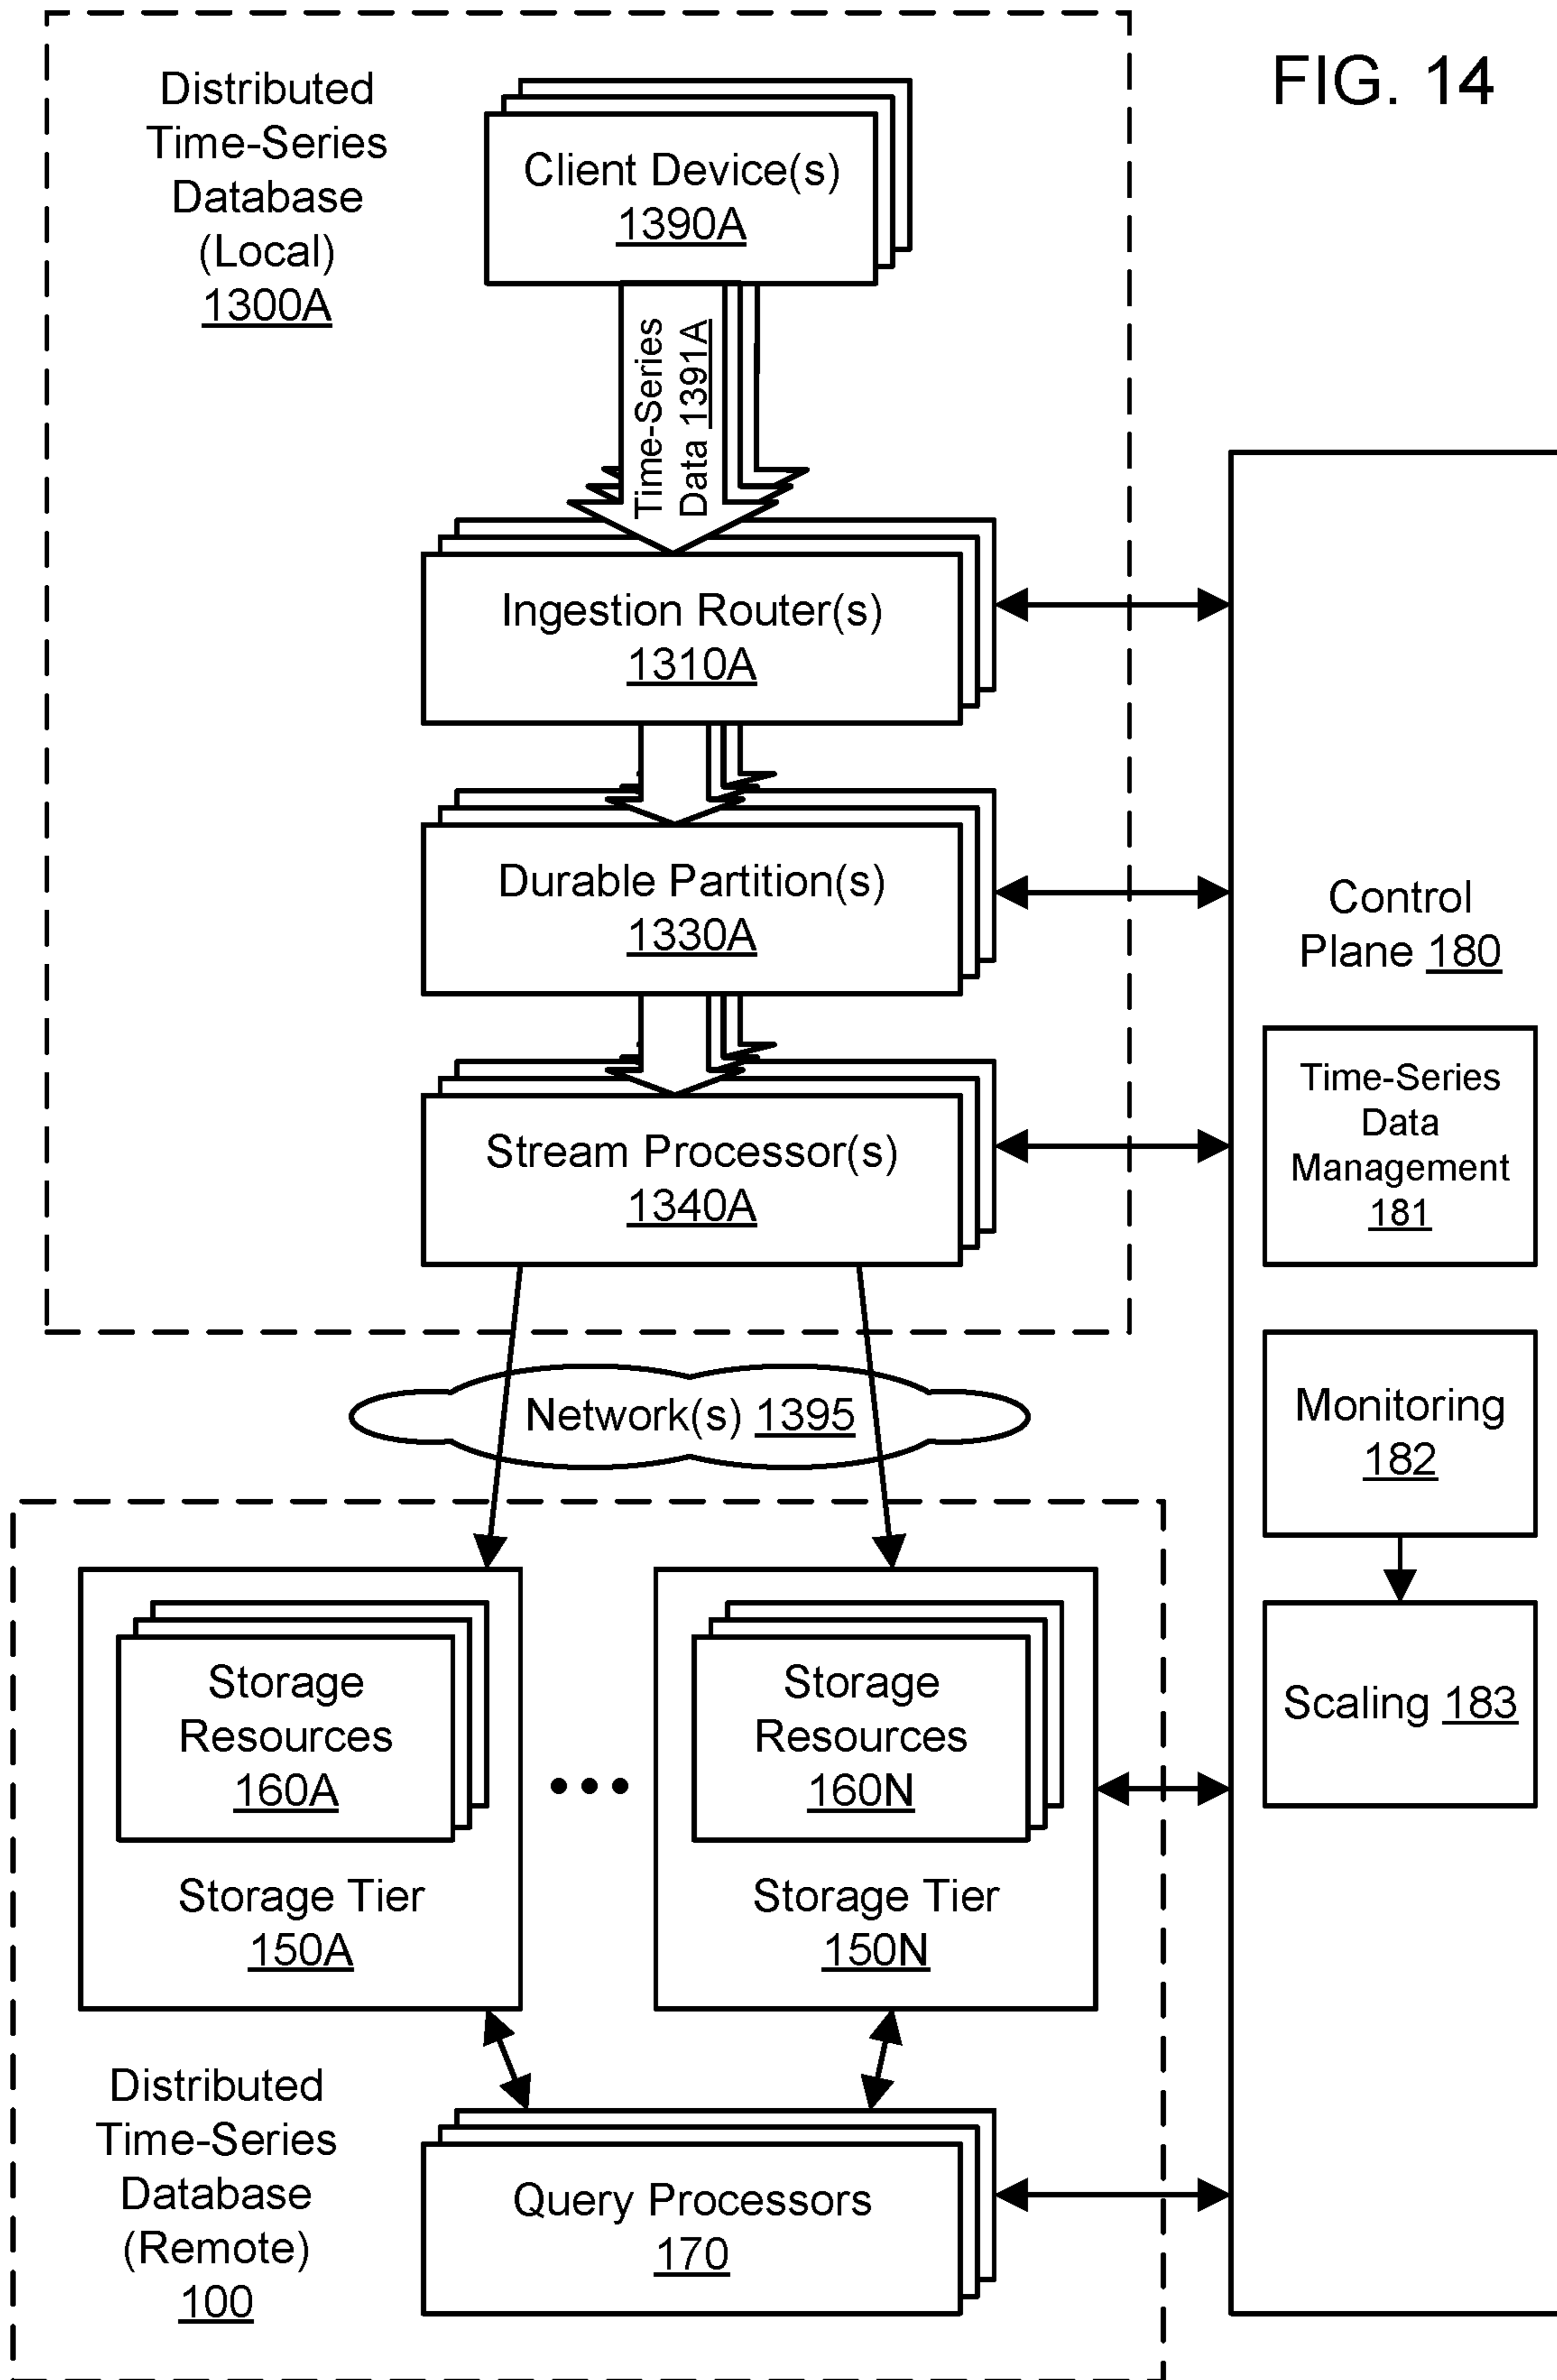 FIG. 14
Distributed
Time-Series
Database
(Local)
1300A
Client Device(s)
1390A
Time-Series
Data 1391A
Ingestion Router(s)
1310A
Durable Partition(s)
1330A
Stream Processor(s)
1340A
Control
Plane 180
Time-Series
Data
Management
181
Monitoring
182
Scaling 183
Network(s) 1395
Storage
Resources
160A
Storage Tier
150A
Storage
Resources
160N
Storage Tier
150N
Distributed
Time-Series
Database
(Remote)
100
Query Processors
170